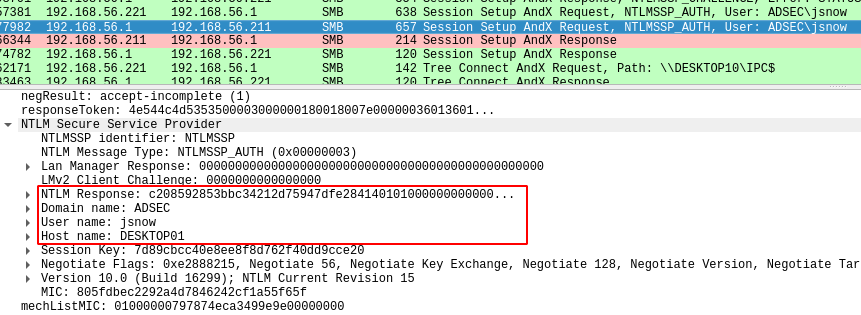 57381 192.168.56.221 192.168.56.1 SMB 638 Session Setup AndX Request, NTLMSSP_AUTH, User: ADSEC\jsnow
77982 192.168.56.1 192.168.56.211 SMB 657 Session Setup AndX Request, NTLMSSP_AUTH, User: ADSEC\jsnow
66344 192.168.56.211 192.168.56.1 SMB 214 Session Setup AndX Response
74782 192.168.56.1 192.168.56.221 SMB 120 Session Setup AndX Response
62171 192.168.56.221 192.168.56.1 SMB 142 Tree Connect AndX Request, Path: \\DESKTOP10\IPC$
83463 192.168.56.1 192.168.56.221 SMB 120 Tree Connect AndX Response
negResult: accept-incomplete (1)
responseToken: 4e544c4d5353500003000000180018007e00000036013601...
NTLM Secure Service Provider
NTLMSSP identifier: NTLMSSP
NTLM Message Type: NTLMSSP_AUTH (0x00000003)
Lan Manager Response: 000000000000000000000000000000000000000000000000
LMv2 Client Challenge: 0000000000000000
NTLM Response: c208592853bbc34212d75947dfe284140101000000000000...
Domain name: ADSEC
User name: jsnow
Host name: DESKTOP01
Session Key: 7d89cbcc40e8ee8f8d762f40dd9cce20
Negotiate Flags: 0xe2888215, Negotiate 56, Negotiate Key Exchange, Negotiate 128, Negotiate Version, Negotiate Tar
Version 10.0 (Build 16299); NTLM Current Revision 15
MIC: 805fdbec2292a4d7846242cf1a55f65f
mechListMIC: 01000000797874eca3499e9e00000000